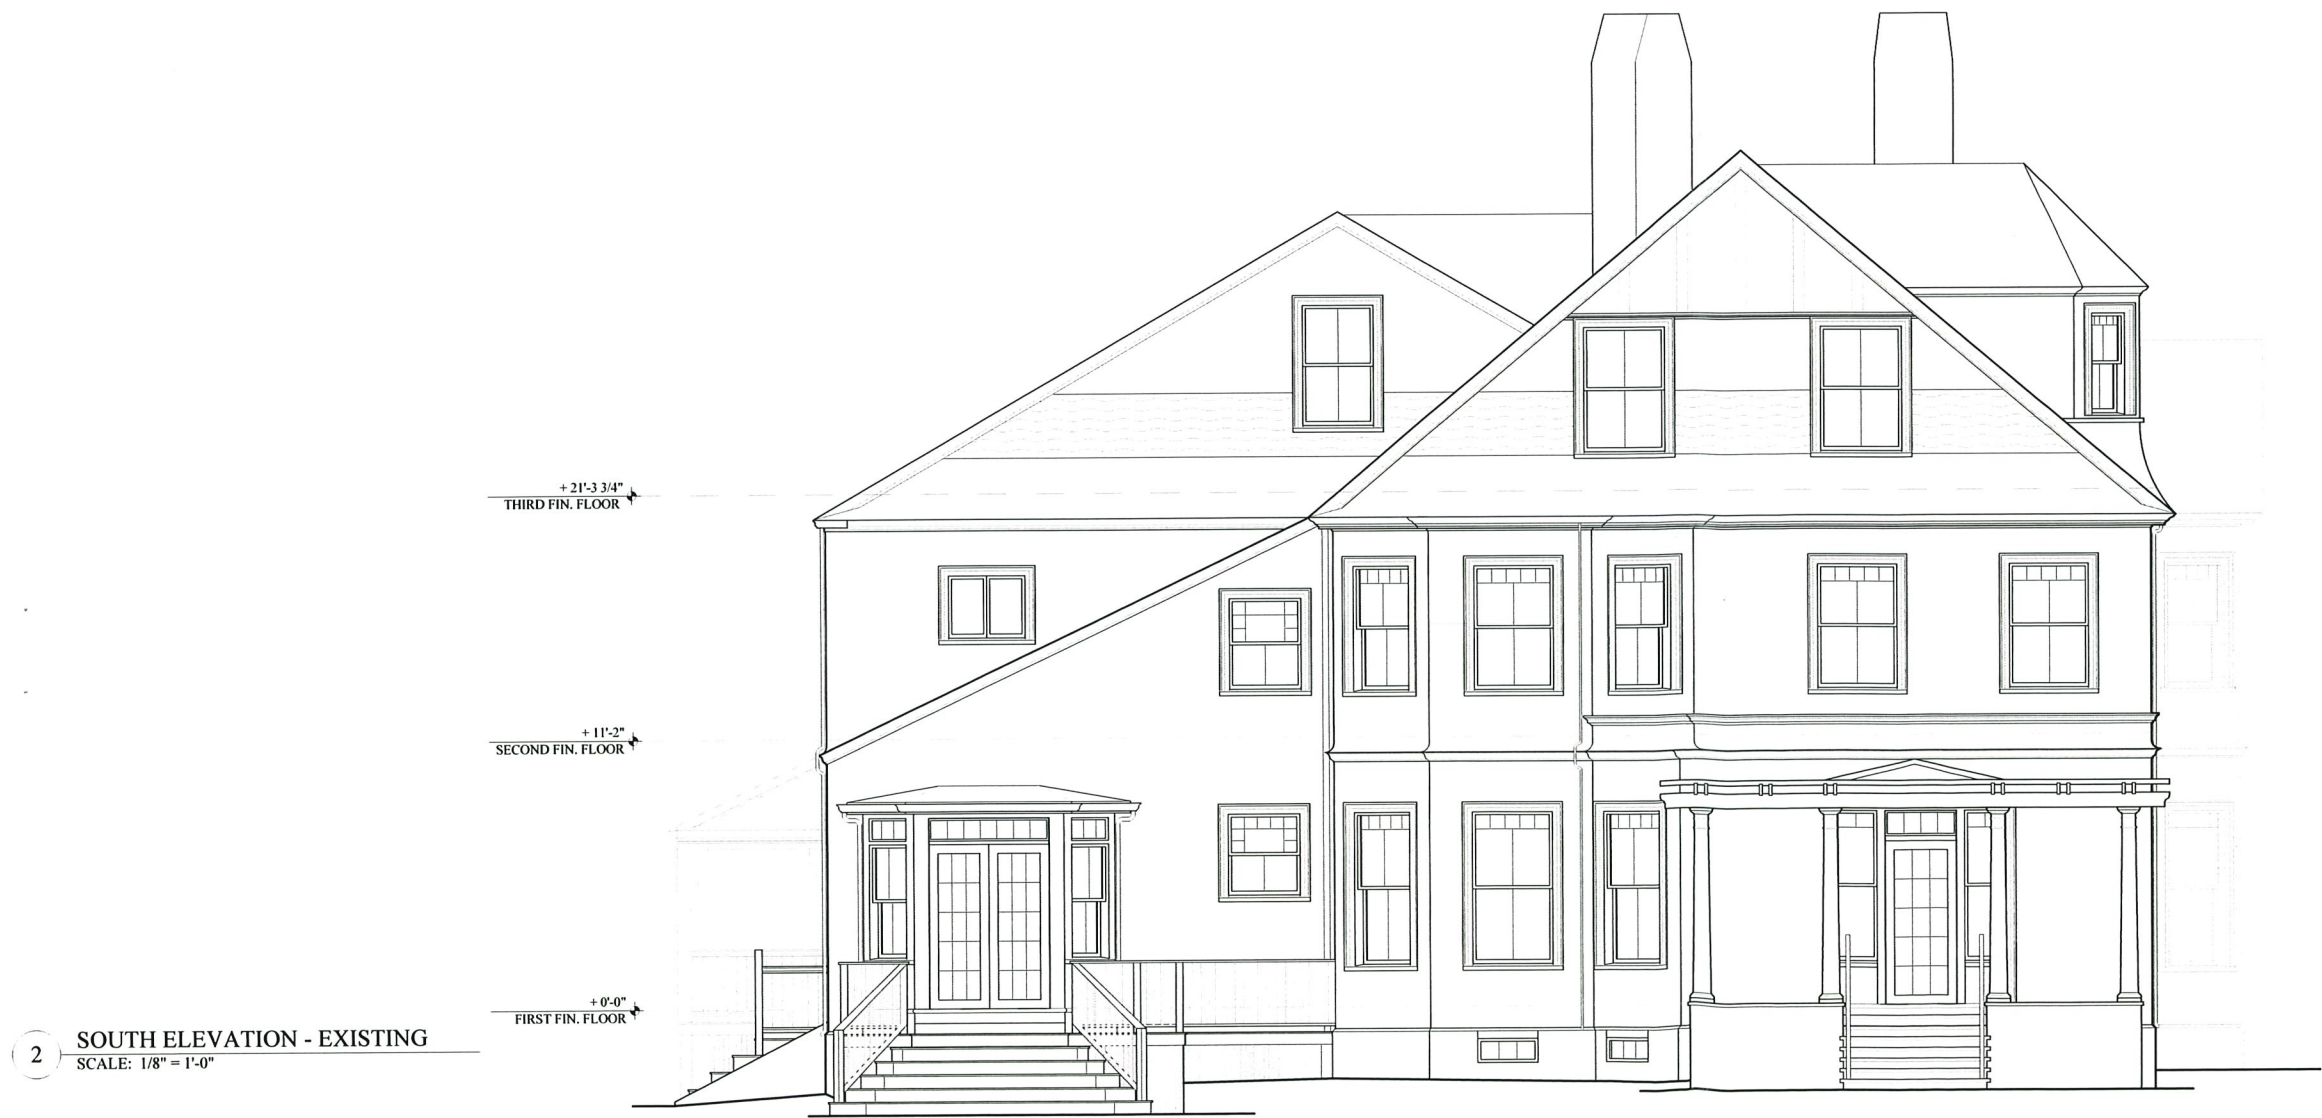 + 21'-3 3/4"
THIRD FIN. FLOOR
+ 11'-2"
SECOND FIN. FLOOR
+ 0'-0"
FIRST FIN. FLOOR
2
SOUTH ELEVATION - EXISTING
SCALE: 1/8" = 1'-0"